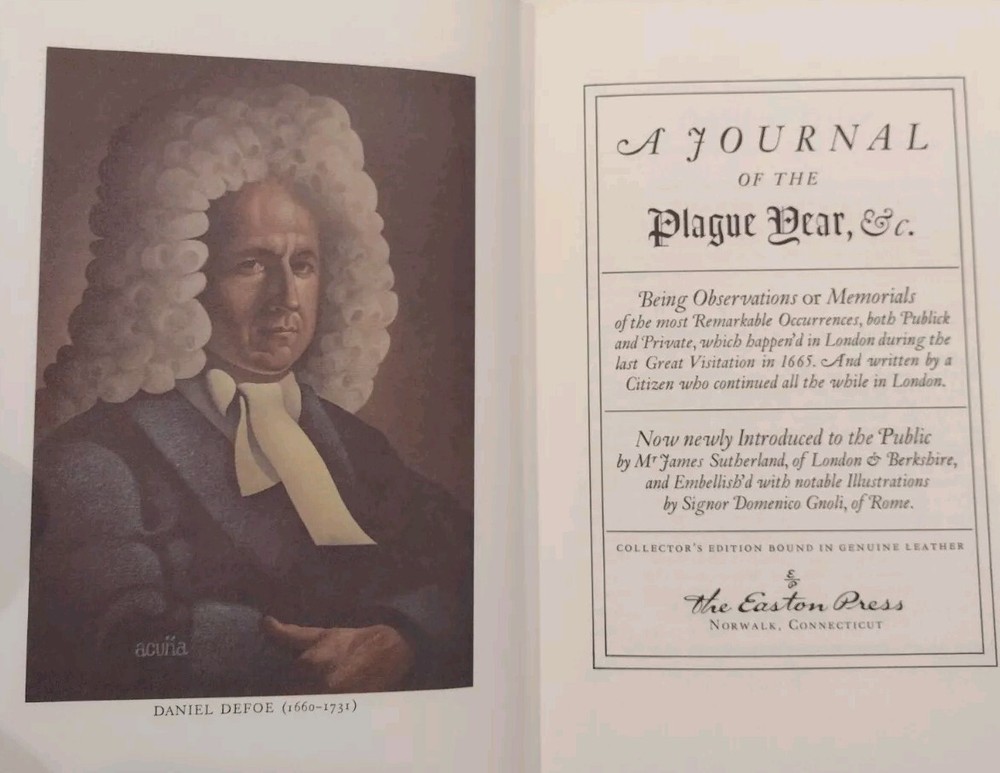 acuña
DANIEL DEFOE (1660–1731)
A JOURNAL
OF THE
Plague Year, &c.
Being Observations or Memorials
of the most Remarkable Occurrences, both Publick
and Private, which happen'd in London during the
last Great Visitation in 1665. And written by a
Citizen who continued all the while in London.
Now newly Introduced to the Public
by Mr James Sutherland, of London & Berkshire,
and Embellish'd with notable Illustrations
by Signor Domenico Gnoli, of Rome.
COLLECTOR'S EDITION BOUND IN GENUINE LEATHER
The Easton Press
NORWALK, CONNECTICUT